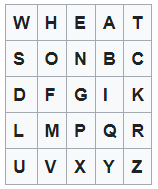 W H E A T
S O N B C
D F G I K
L M P Q R
U V X Y Z